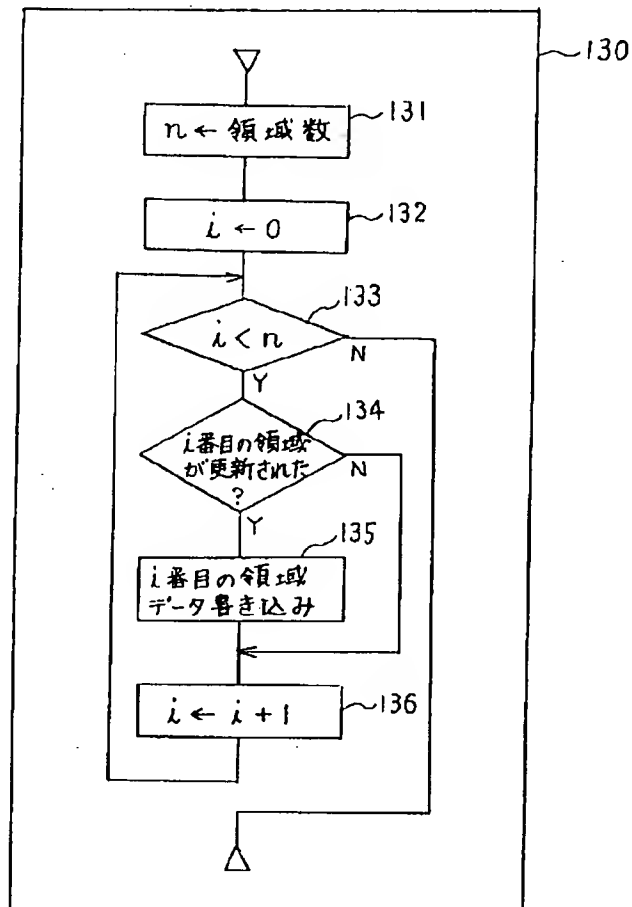 130
131
n ← 領域数
132
i ← 0
133
i < n
N
Y
134
i番目の領域
が更新された
?
N
Y
135
i番目の領域
データ書き込み
i ← i + 1
136